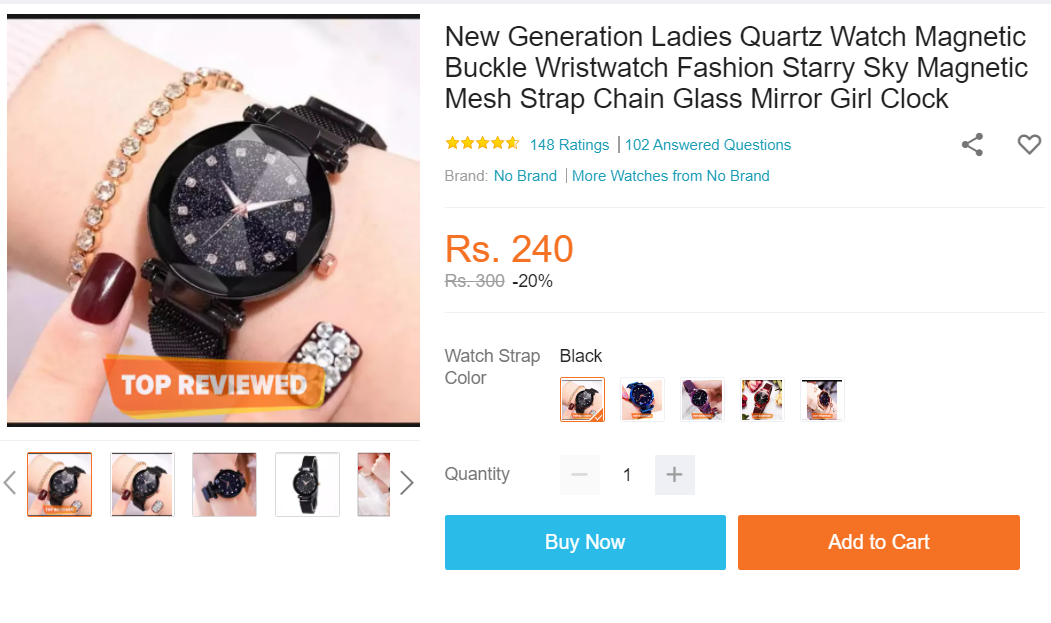 New Generation Ladies Quartz Watch Magnetic
Buckle Wristwatch Fashion Starry Sky Magnetic
Mesh Strap Chain Glass Mirror Girl Clock
148 Ratings | 102 Answered Questions
Brand: No Brand | More Watches from No Brand
Rs. 240
Rs. 300 -20%
Watch Strap Color Black
Quantity 1
Buy Now Add to Cart
TOP REVIEWED